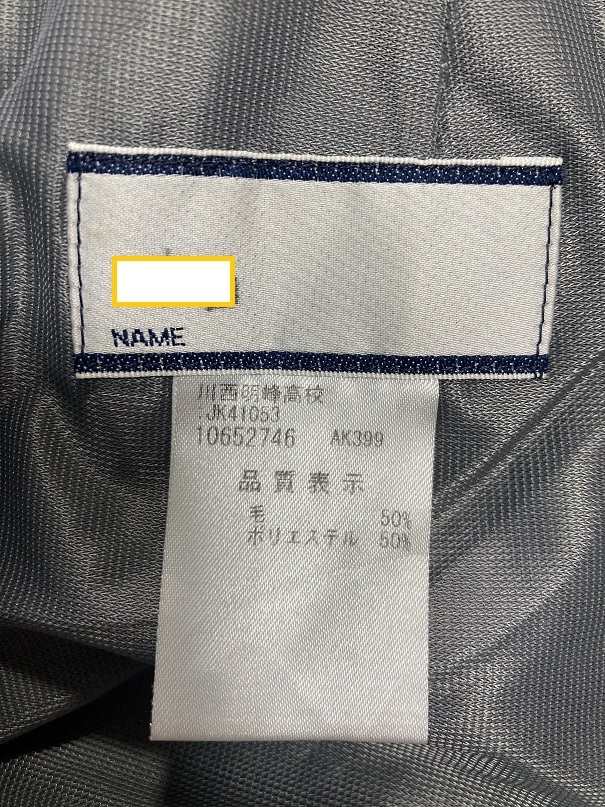 NAME
川西明峰高校
:JK41053
10652746 AK399
品質表示
毛 50%
ポリエステル 50%